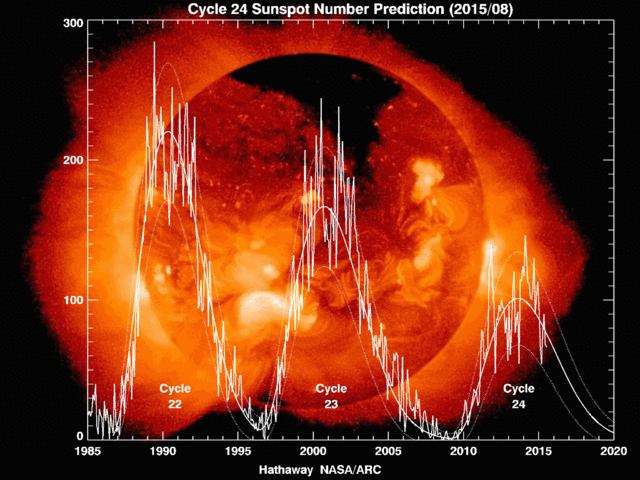 Cycle 24 Sunspot Number Prediction (2015/08)
300
200
100
0
Cycle
22
Cycle
23
Cycle
24
1985 1990 1995 2000 2005 2010 2015 2020
Hathaway NASA/ARC